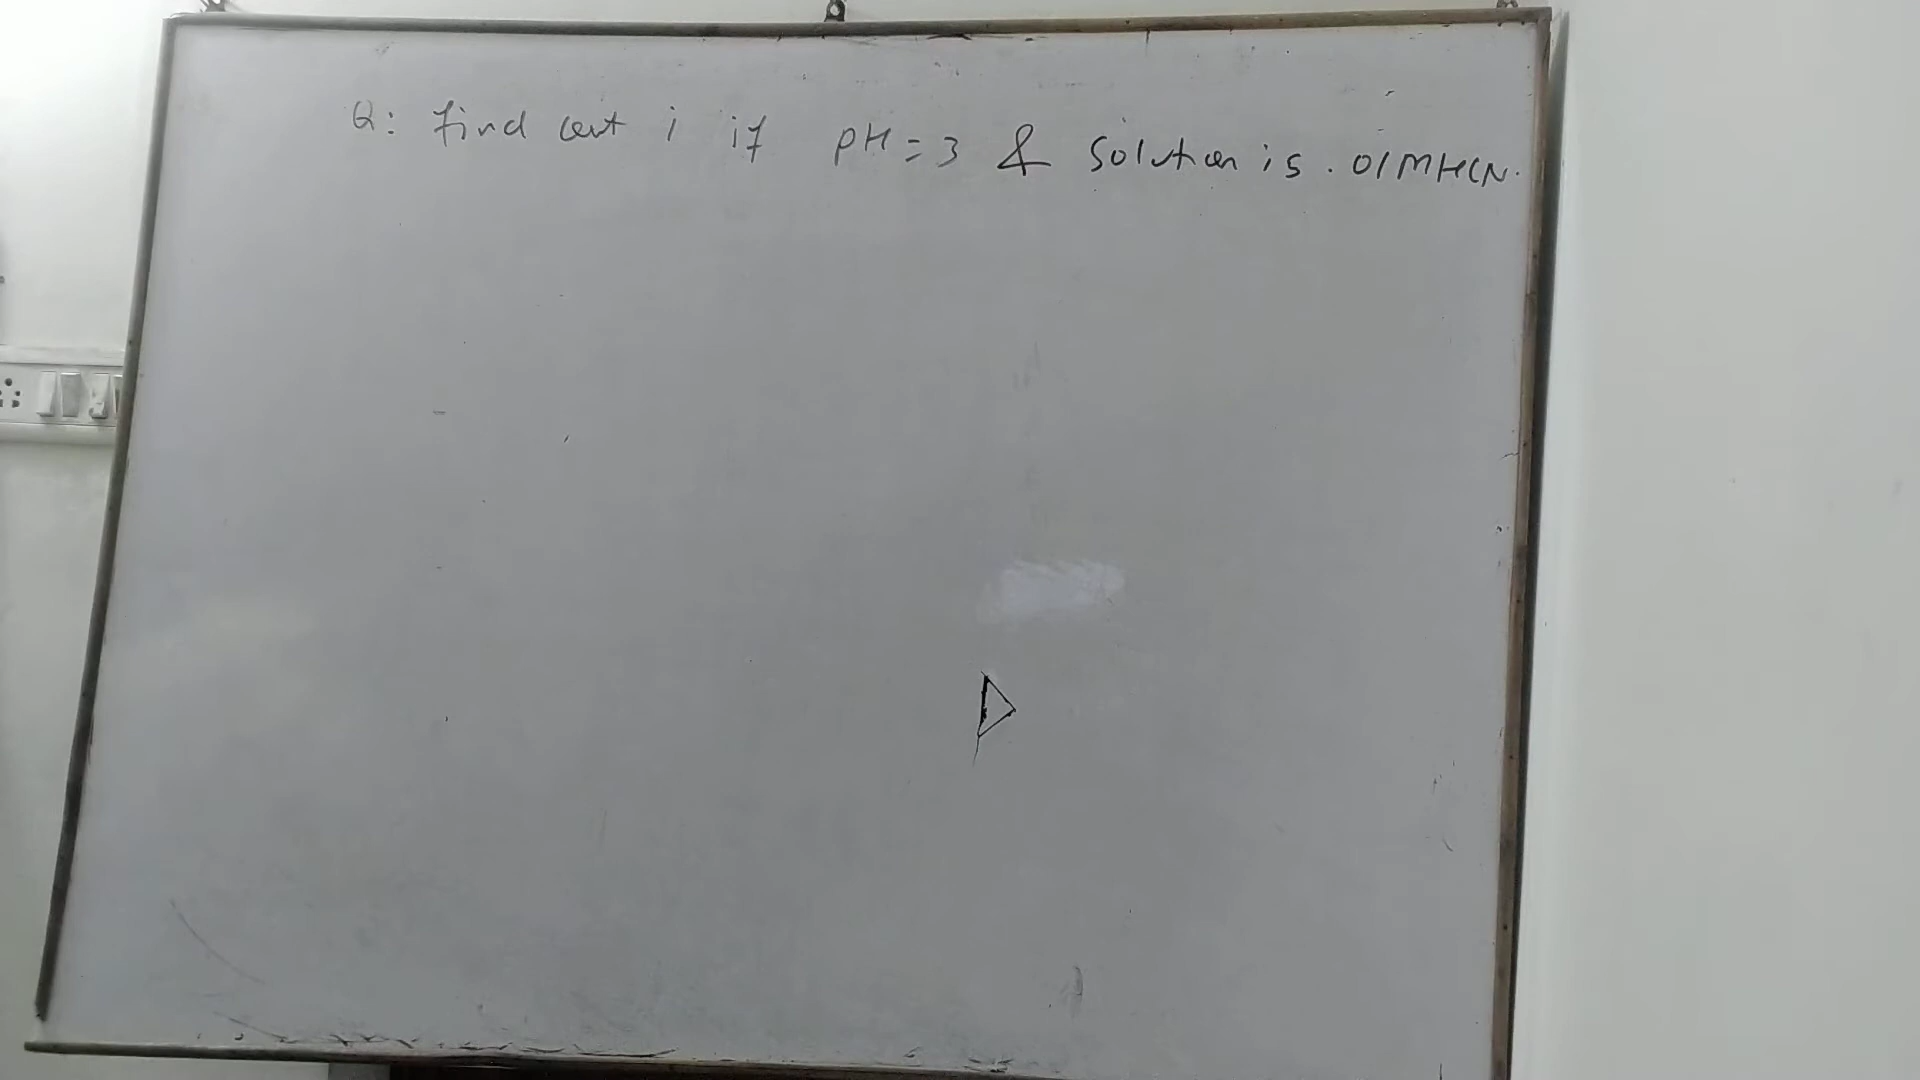 Q: find out i if pH = 3 & solution is .01MHCN.